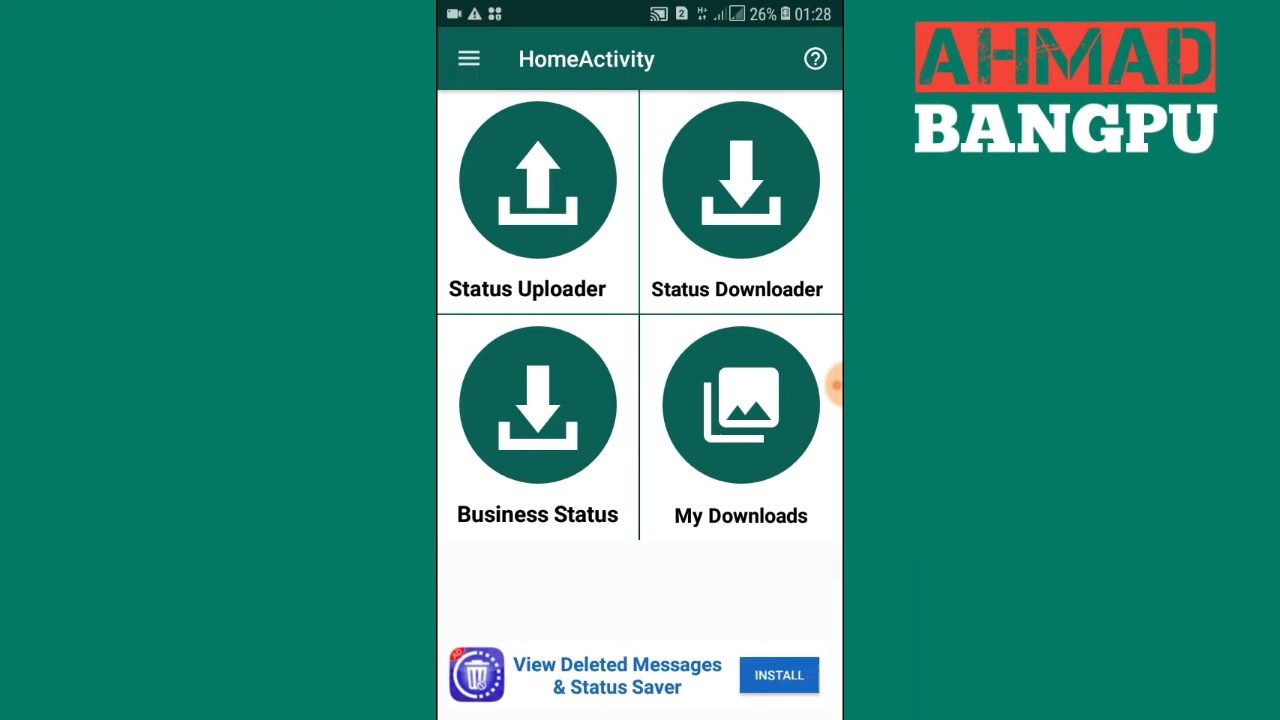 26% 01:28
AHMAD
BANGPU
HomeActivity
Status Uploader
Status Downloader
Business Status
My Downloads
AD
View Deleted Messages
& Status Saver
INSTALL